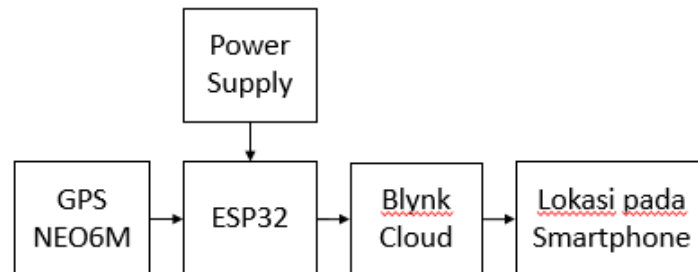 Power
Supply
GPS
NEO6M
ESP32
Blynk
Cloud
Lokasi pada
Smartphone